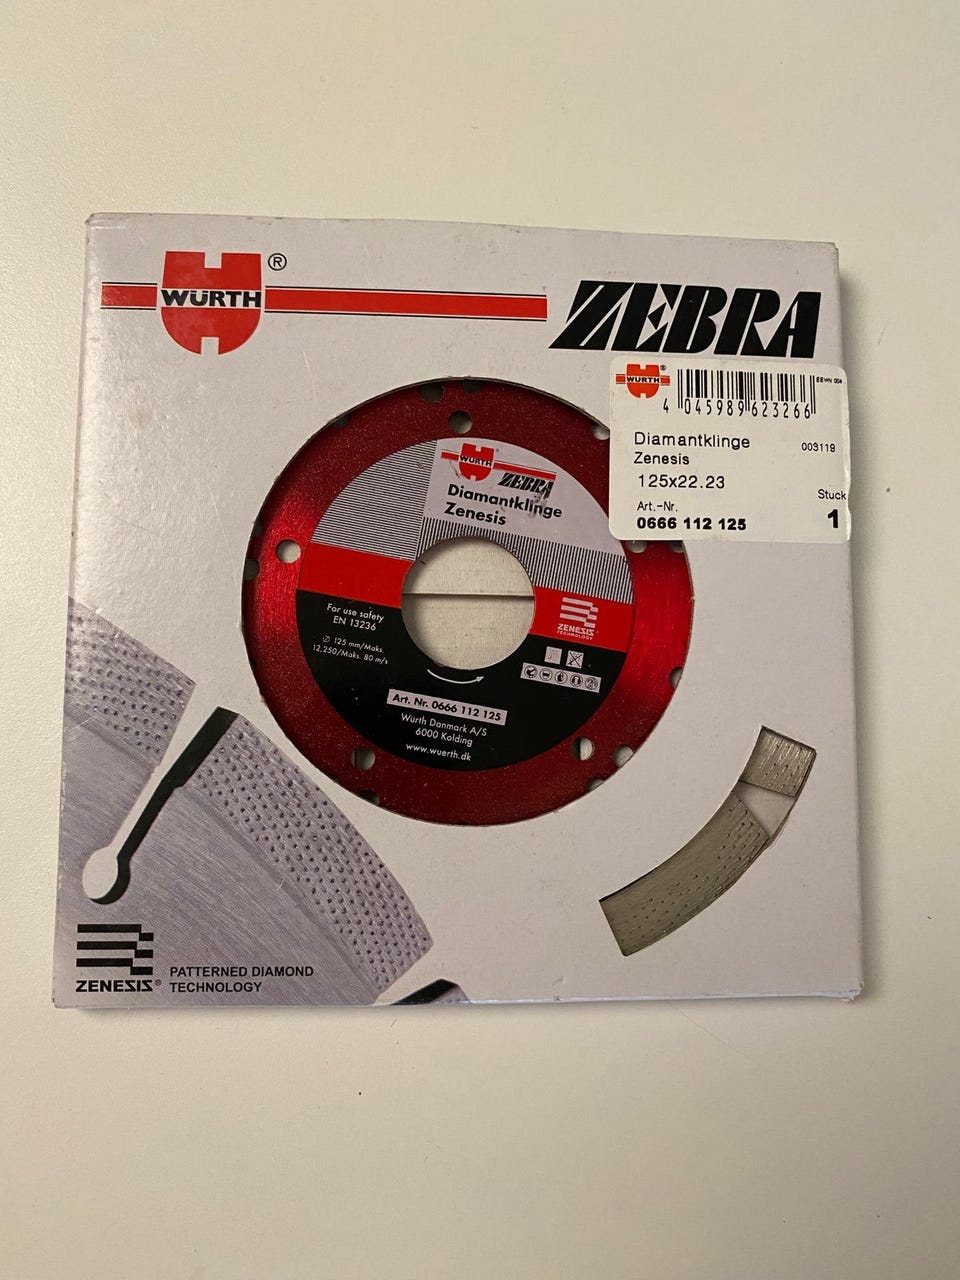 WÜRTH®
ZEBRA
WÜRTH®
EEWN 004
4 045989 623266
Diamantklinge
003119
Zenesis
125x22.23
Stuck
Art.-Nr.
0666 112 125
1
WÜRTH
ZEBRA
Diamantklinge
Zenesis
For use safety
EN 13236
∅ 125 mm/Maks.
12.250/Maks. 80 m/s
ZENESIS
TECHNOLOGY
Art. Nr. 0666 112 125
Würth Danmark A/S
6000 Kolding
www.wuerth.dk
ZENESIS®
PATTERNED DIAMOND
TECHNOLOGY